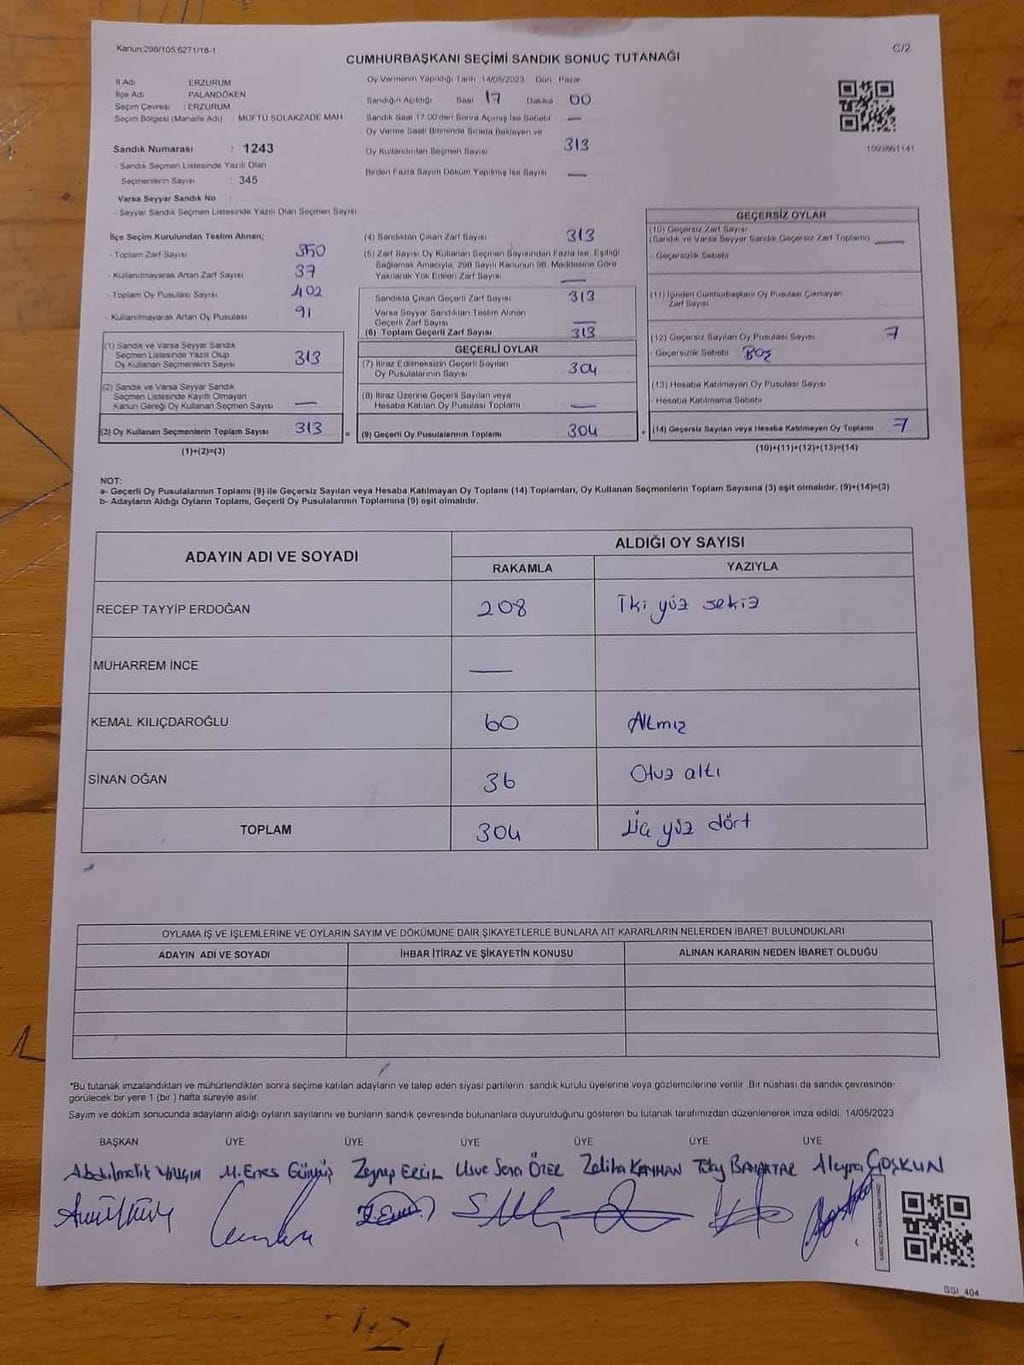 Kanun:298/105,6271/18-1
C/2
CUMHURBAŞKANI SEÇİMİ SANDIK SONUÇ TUTANAĞI
İl Adı ERZURUM
İlçe Adı PALANDÖKEN
Seçim Çevresi : ERZURUM
Seçim Bölgesi (Mahalle Adı) : MÜFTÜ SOLAKZADE MAH.
Sandık Numarası : 1243
- Sandık Seçmen Listesinde Yazılı Olan
Seçmenlerin Sayısı : 345
Varsa Seyyar Sandık No
- Seyyar Sandık Seçmen Listesinde Yazılı Olan Seçmen Sayısı
Oy Vermenin Yapıldığı Tarih 14/05/2023 Gün Pazar
Sandığın Açıldığı Saat 17 Dakika 00
Sandık Saat 17.00'den Sonra Açılmış İse Sebebi —
Oy Verme Saati Bitiminde Sırada Bekleyen ve
Oy Kullandırılan Seçmen Sayısı 313
Birden Fazla Sayım Döküm Yapılmış İse Sayısı —
1093661141
İlçe Seçim Kurulundan Teslim Alınan;
- Toplam Zarf Sayısı 350
- Kullanılmayarak Artan Zarf Sayısı 37
- Toplam Oy Pusulası Sayısı 402
- Kullanılmayarak Artan Oy Pusulası 91
(1) Sandık ve Varsa Seyyar Sandık
Seçmen Listesinde Yazılı Olup
Oy Kullanan Seçmenlerin Sayısı 313
(2) Sandık ve Varsa Seyyar Sandık
Seçmen Listesinde Kayıtlı Olmayan
Kanun Gereği Oy Kullanan Seçmen Sayısı —
(3) Oy Kullanan Seçmenlerin Toplam Sayısı 313 =
(1)+(2)=(3)
(4) Sandıktan Çıkan Zarf Sayısı 313
(5) Zarf Sayısı Oy Kullanan Seçmen Sayısından Fazla İse, Eşitliği
Sağlamak Amacıyla, 298 Sayılı Kanunun 98. Maddesine Göre
Yakılarak Yok Edilen Zarf Sayısı —
Sandıkta Çıkan Geçerli Zarf Sayısı 313
Varsa Seyyar Sandıktan Teslim Alınan
Geçerli Zarf Sayısı —
(6) Toplam Geçerli Zarf Sayısı 313
GEÇERLİ OYLAR
(7) İtiraz Edilmeksizin Geçerli Sayılan
Oy Pusulalarının Sayısı 304
(8) İtiraz Üzerine Geçerli Sayılan veya
Hesaba Katılan Oy Pusulası Toplamı —
(9) Geçerli Oy Pusulalarının Toplamı 304 +
GEÇERSİZ OYLAR
(10) Geçersiz Zarf Sayısı
(Sandık ve Varsa Seyyar Sandık Geçersiz Zarf Toplamı) —
- Geçersizlik Sebebi
(11) İçinden Cumhurbaşkanı Oy Pusulası Çıkmayan
Zarf Sayısı
(12) Geçersiz Sayılan Oy Pusulası Sayısı 7
- Geçersizlik Sebebi Boş
(13) Hesaba Katılmayan Oy Pusulası Sayısı
- Hesaba Katılmama Sebebi
(14) Geçersiz Sayılan veya Hesaba Katılmayan Oy Toplamı 7
(10)+(11)+(12)+(13)=(14)
NOT:
a- Geçerli Oy Pusulalarının Toplamı (9) ile Geçersiz Sayılan veya Hesaba Katılmayan Oy Toplamı (14) Toplamları, Oy Kullanan Seçmenlerin Toplam Sayısına (3) eşit olmalıdır. (9)+(14)=(3)
b- Adayların Aldığı Oyların Toplamı, Geçerli Oy Pusulalarının Toplamına (9) eşit olmalıdır.
ADAYIN ADI VE SOYADI ALDIĞI OY SAYISI
RAKAMLA YAZIYLA
RECEP TAYYİP ERDOĞAN 208 İki yüz sekiz
MUHARREM İNCE —
KEMAL KILIÇDAROĞLU 60 Altmış
SİNAN OĞAN 36 Otuz altı
TOPLAM 304 Üç yüz dört
OYLAMA İŞ VE İŞLEMLERİNE VE OYLARIN SAYIM VE DÖKÜMÜNE DAİR ŞİKAYETLERLE BUNLARA AİT KARARLARIN NELERDEN İBARET BULUNDUKLARI
ADAYIN ADI VE SOYADI İHBAR İTİRAZ VE ŞİKAYETİN KONUSU ALINAN KARARIN NEDEN İBARET OLDUĞU
*Bu tutanak imzalandıktan ve mühürlendikten sonra seçime katılan adayların ve talep eden siyasi partilerin sandık kurulu üyelerine veya gözlemcilerine verilir. Bir nüshası da sandık çevresinde
görülecek bir yere 1 (bir ) hafta süreyle asılır.
Sayım ve döküm sonucunda adayların aldığı oyların sayılarını ve bunların sandık çevresinde bulunanlara duyurulduğunu gösteren bu tutanak tarafımızdan düzenlenerek imza edildi. 14/05/2023
BAŞKAN ÜYE ÜYE ÜYE ÜYE ÜYE ÜYE
Abdülmelik M. Enes Zeynep ERCİL Usve Sena ÖZER Zeliha KAYMAN Aleyna COŞKUN
SSI_404